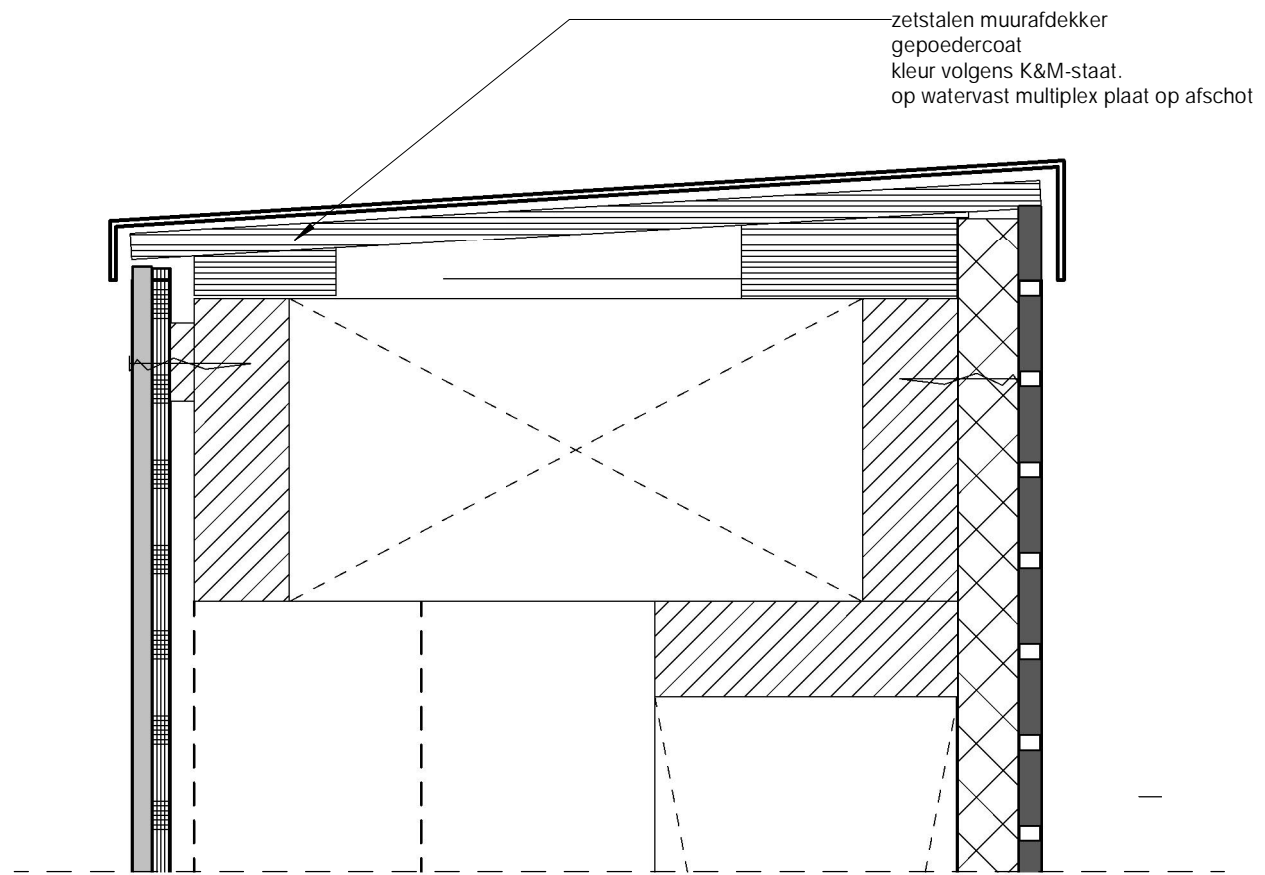 zetstalen muurafdekker
gepoedercoat
kleur volgens K&M-staat.
op watervast multiplex plaat op afschot